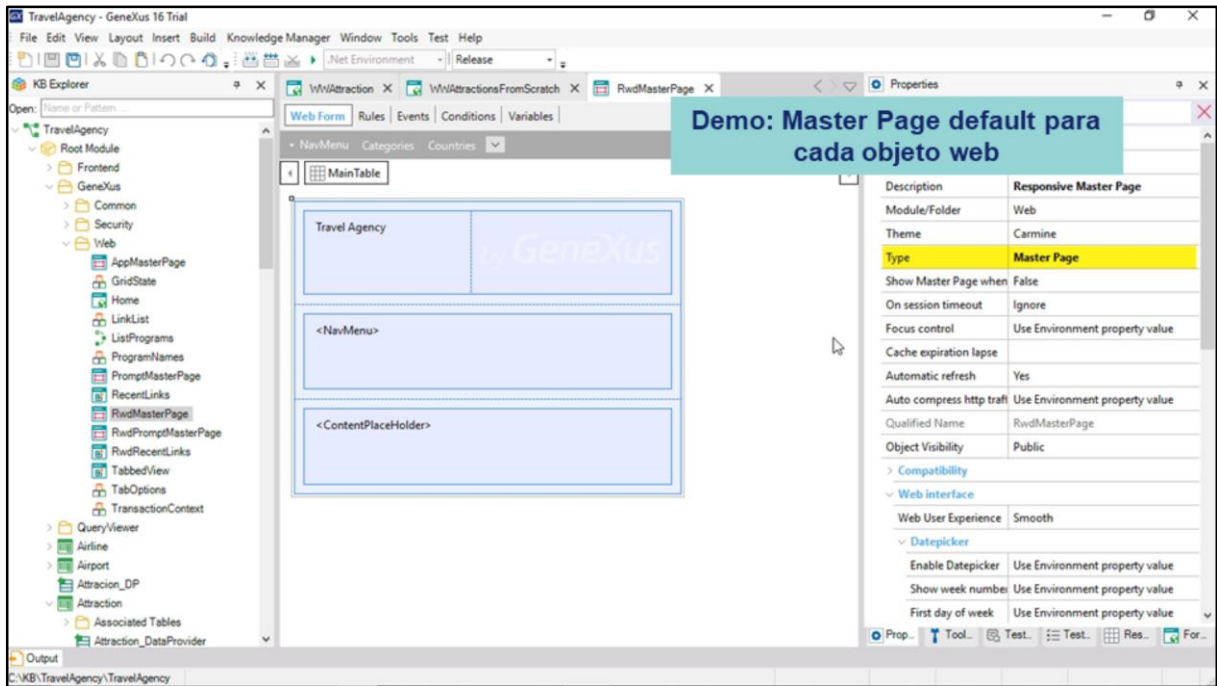 TravelAgency - GeneXus 16 Trial
File Edit View Layout Insert Build Knowledge Manager Window Tools Test Help
.Net Environment Release
KB Explorer
Open: Name or Pattern ...
TravelAgency
Root Module
Frontend
GeneXus
Common
Security
Web
AppMasterPage
GridState
Home
LinkList
ListPrograms
ProgramNames
PromptMasterPage
RecentLinks
RwdMasterPage
RwdPromptMasterPage
RwdRecentLinks
TabbedView
TabOptions
TransactionContext
QueryViewer
Airline
Airport
Attracion_DP
Attraction
Associated Tables
Attraction_DataProvider
WWAttraction WWAttractionsFromScratch RwdMasterPage
Web Form Rules Events Conditions Variables
NavMenu Categories Countries
MainTable
Travel Agency
by GeneXus
<NavMenu>
<ContentPlaceHolder>
Demo: Master Page default para
cada objeto web
Properties
Description Responsive Master Page
Module/Folder Web
Theme Carmine
Type Master Page
Show Master Page when False
On session timeout Ignore
Focus control Use Environment property value
Cache expiration lapse
Automatic refresh Yes
Auto compress http traff Use Environment property value
Qualified Name RwdMasterPage
Object Visibility Public
Compatibility
Web interface
Web User Experience Smooth
Datepicker
Enable Datepicker Use Environment property value
Show week number Use Environment property value
First day of week Use Environment property value
Prop... Tool... Test... Test... Res... For...
Output
C:\KB\TravelAgency\TravelAgency